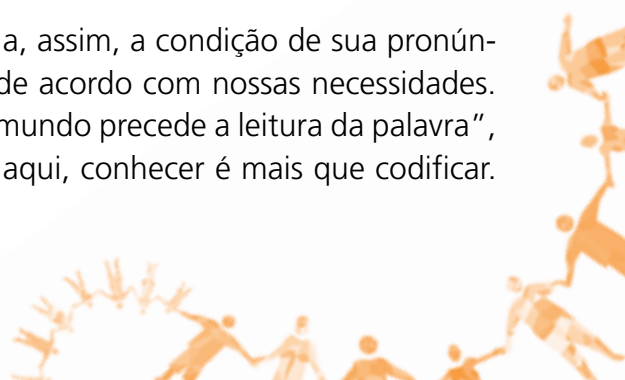 a, assim, a condição de sua pronún-
de acordo com nossas necessidades.
mundo precede a leitura da palavra”,
aqui, conhecer é mais que codificar.